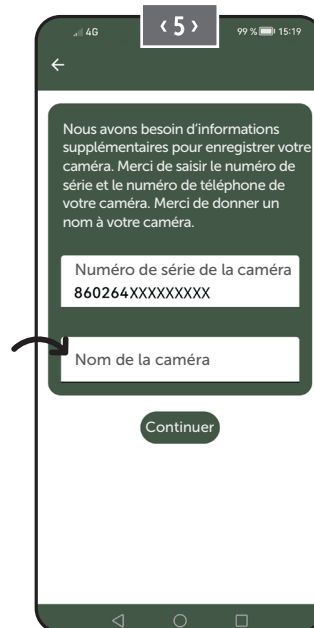 4G
‹ 5 ›
99 % 15:19
Nous avons besoin d'informations
supplémentaires pour enregistrer votre
caméra. Merci de saisir le numéro de
série et le numéro de téléphone de
votre caméra. Merci de donner un
nom à votre caméra.
Numéro de série de la caméra
860264XXXXXXXXX
Nom de la caméra
Continuer